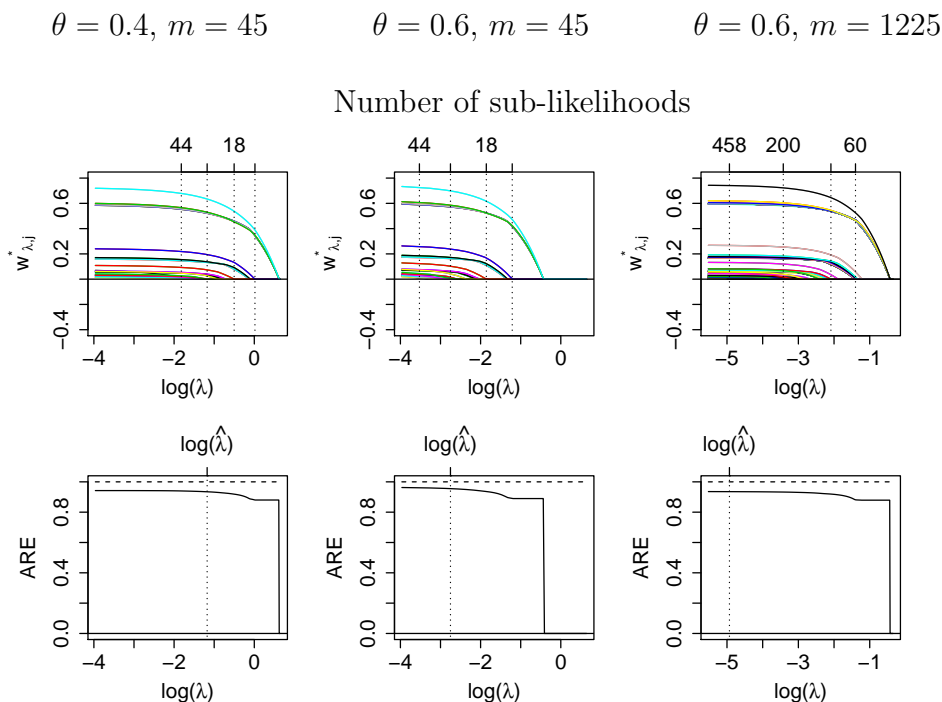 θ = 0.4, m = 45 θ = 0.6, m = 45 θ = 0.6, m = 1225
Number of sub-likelihoods
44 18 44 18 458 200 60
w*λ,j w*λ,j w*λ,j
0.6 0.6 0.6
0.2 0.2 0.2
−0.4 −0.4 −0.4
−4 −2 0 −4 −2 0 −5 −3 −1
log(λ) log(λ) log(λ)
log(λ̂) log(λ̂) log(λ̂)
ARE ARE ARE
0.8 0.8 0.8
0.4 0.4 0.4
0.0 0.0 0.0
−4 −2 0 −4 −2 0 −5 −3 −1
log(λ) log(λ) log(λ)